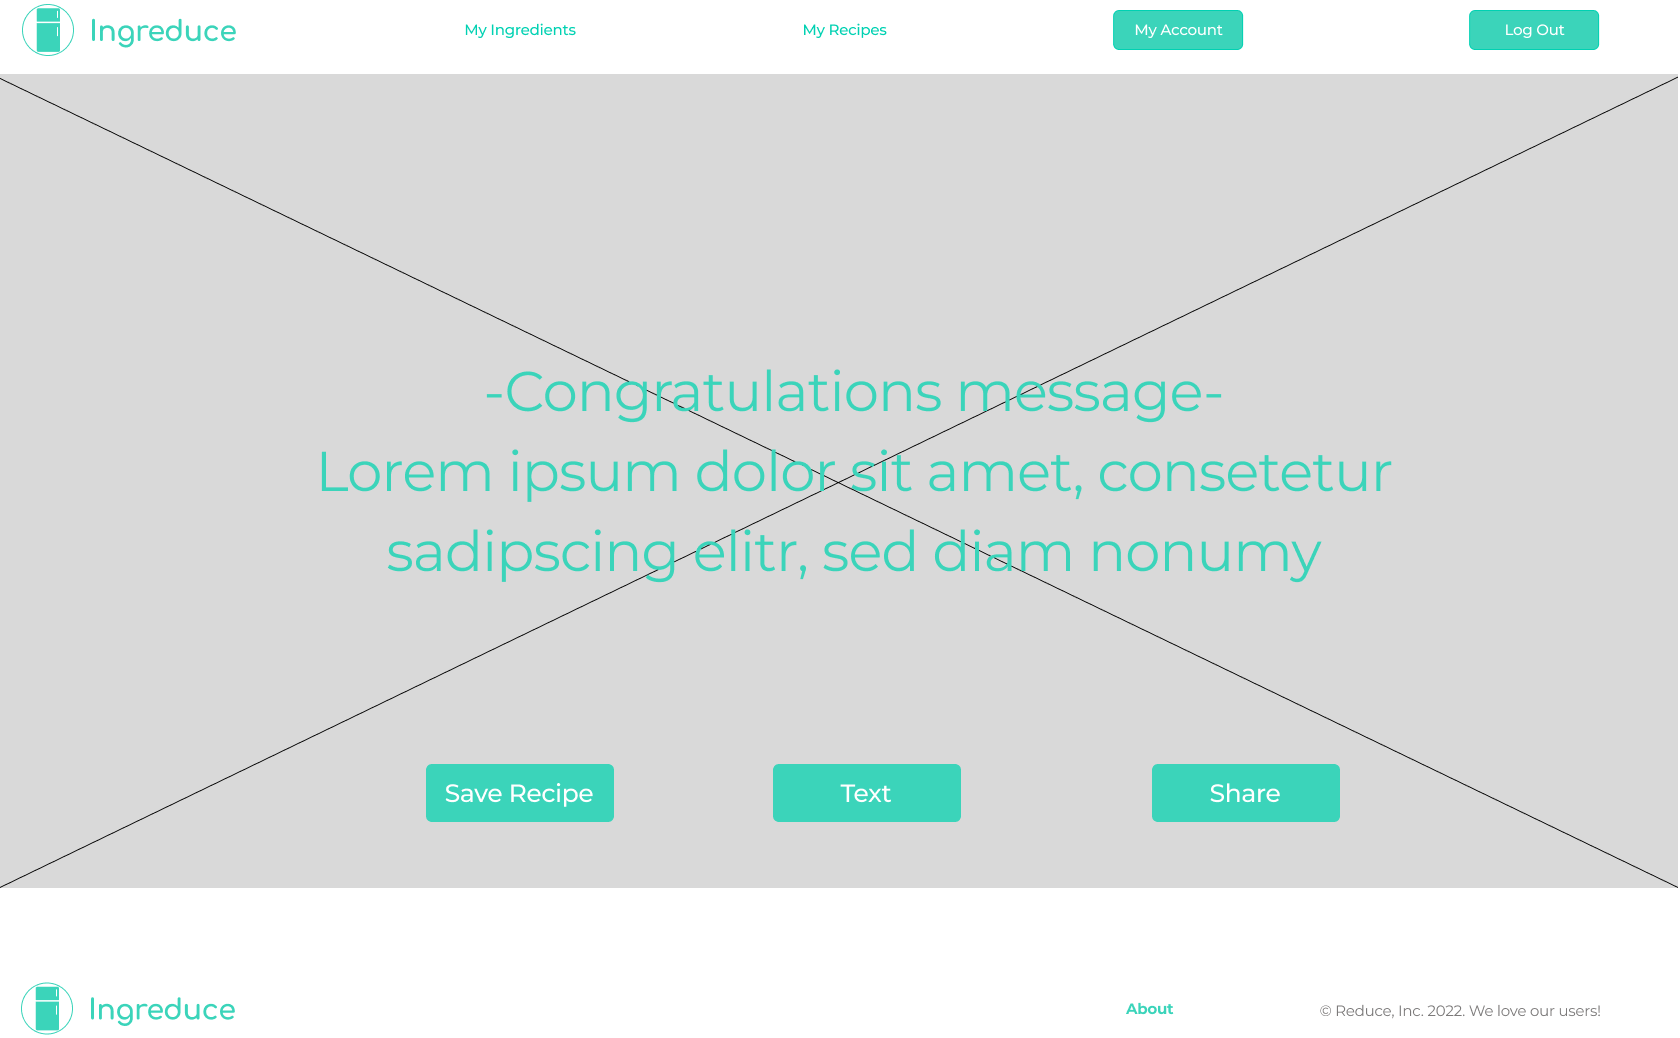 Ingreduce
My Ingredients
My Recipes
My Account
Log Out
-Congratulations message-
Lorem ipsum dolor sit amet, consetetur
sadipscing elitr, sed diam nonumy
Save Recipe
Text
Share
Ingreduce
About
© Reduce, Inc. 2022. We love our users!